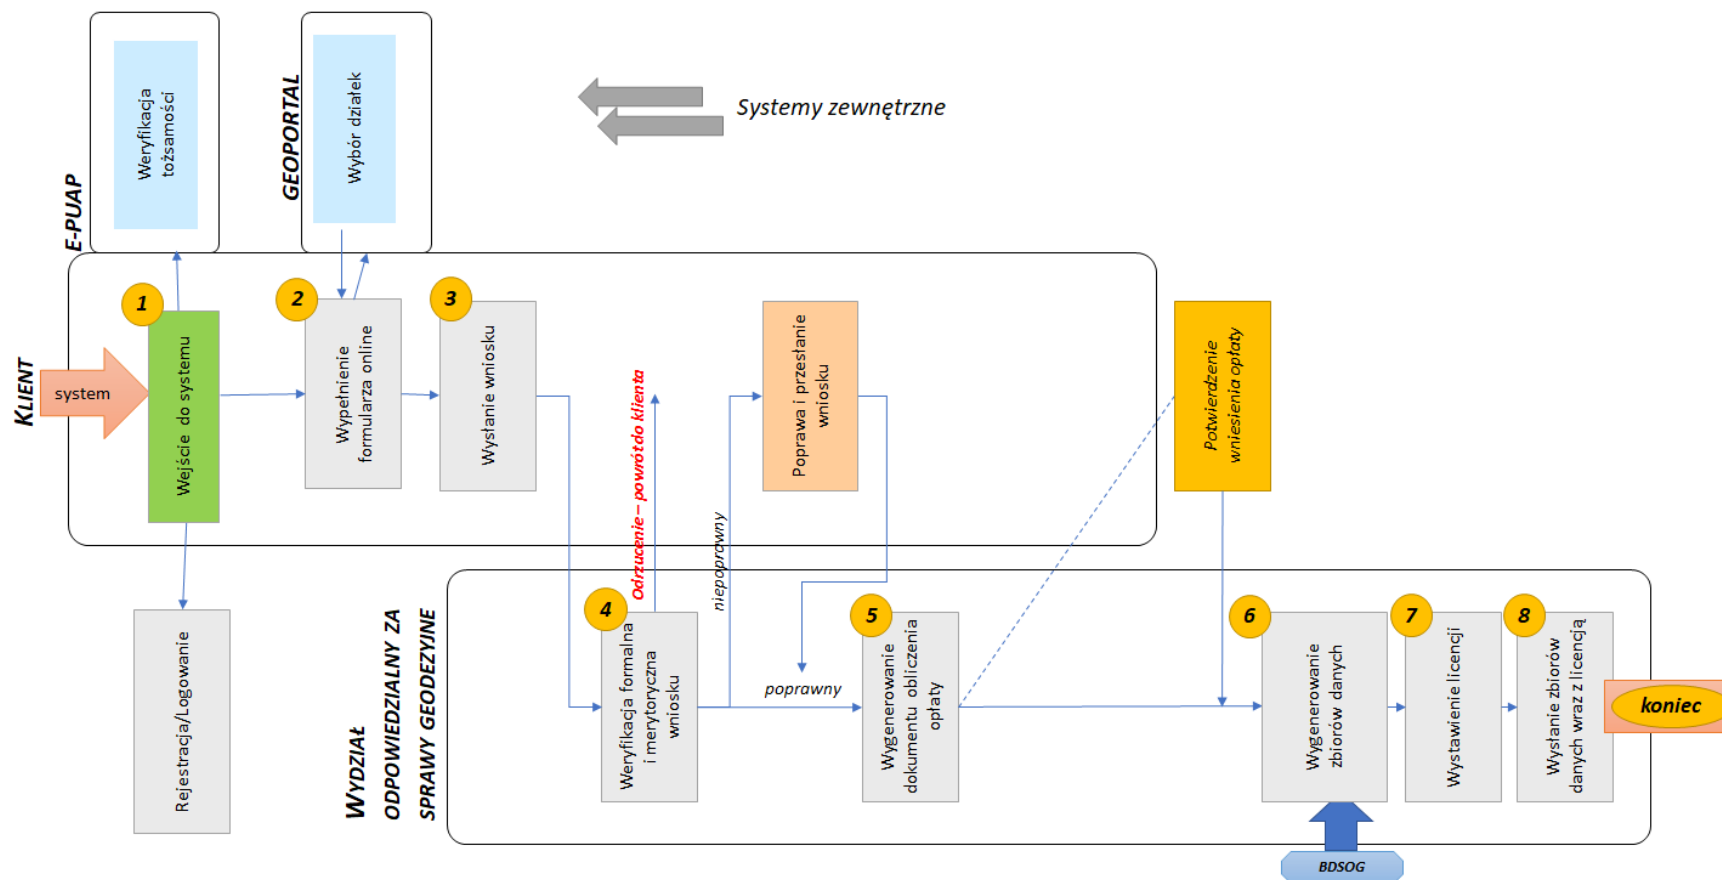 E-PUAP
Weryfikacja
tożsamości
GEOPORTAL
Wybór działek
Systemy zewnętrzne
KLIENT
system
1
Wejście do systemu
2
Wypełnienie
formularza online
3
Wysłanie wniosku
Odrzucenie – powrót do klienta
niepoprawny
Poprawa i przesłanie
wniosku
Potwierdzenie
wniesienia opłaty
Rejestracja/Logowanie
WYDZIAŁ
ODPOWIEDZIALNY ZA
SPRAWY GEODEZYJNE
4
Weryfikacja formalna
i merytoryczna
wniosku
poprawny
5
Wygenerowanie
dokumentu obliczenia
opłaty
6
Wygenerowanie
zbiorów danych
7
Wystawienie licencji
8
Wysłanie zbiorów
danych wraz z licencją
koniec
BDSOG